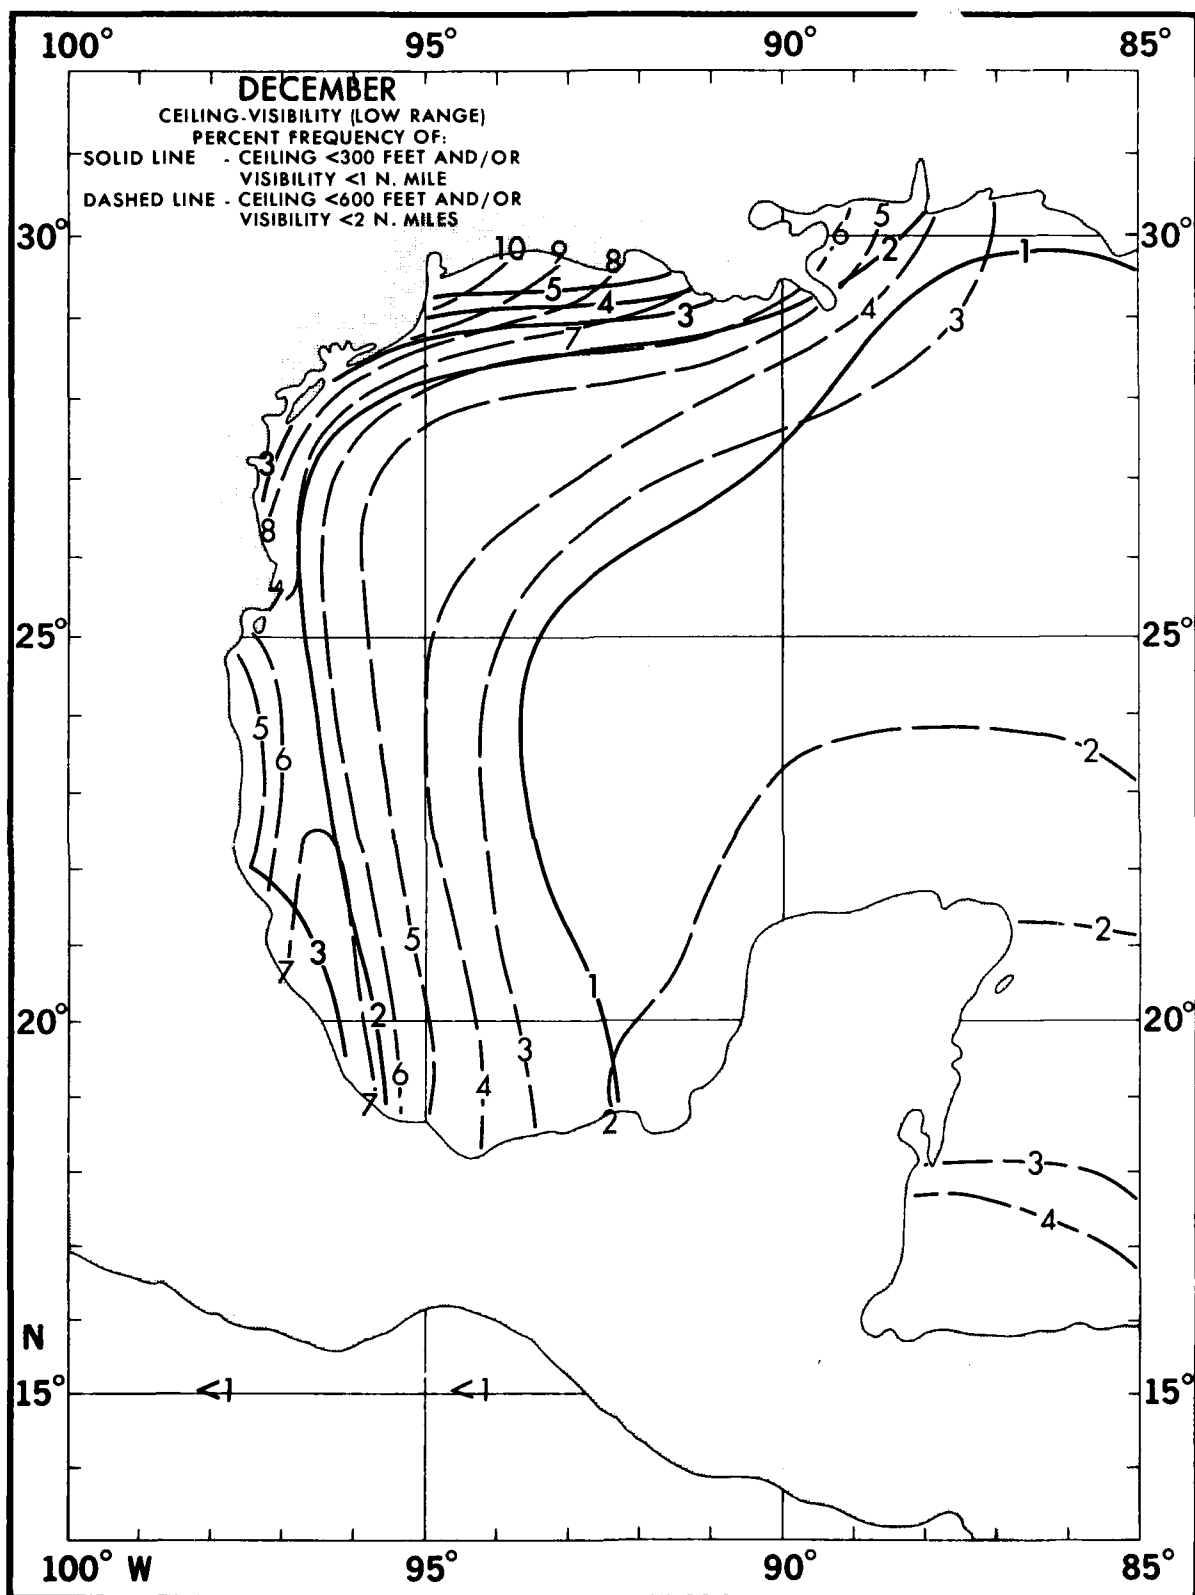 100° 95° 90° 85°
DECEMBER
CEILING-VISIBILITY (LOW RANGE)
PERCENT FREQUENCY OF:
SOLID LINE - CEILING <300 FEET AND/OR
VISIBILITY <1 N. MILE
DASHED LINE - CEILING <600 FEET AND/OR
VISIBILITY <2 N. MILES
5
30° 6 2 1 30°
10 9 8
5 4 3 4 3
7
3
8
4
25° 25°
5 6 2
3 7 5 2
1
20° 2 20°
6 3
7 4 2
3
4
N
15° <1 <1 15°
100° W 95° 90° 85°